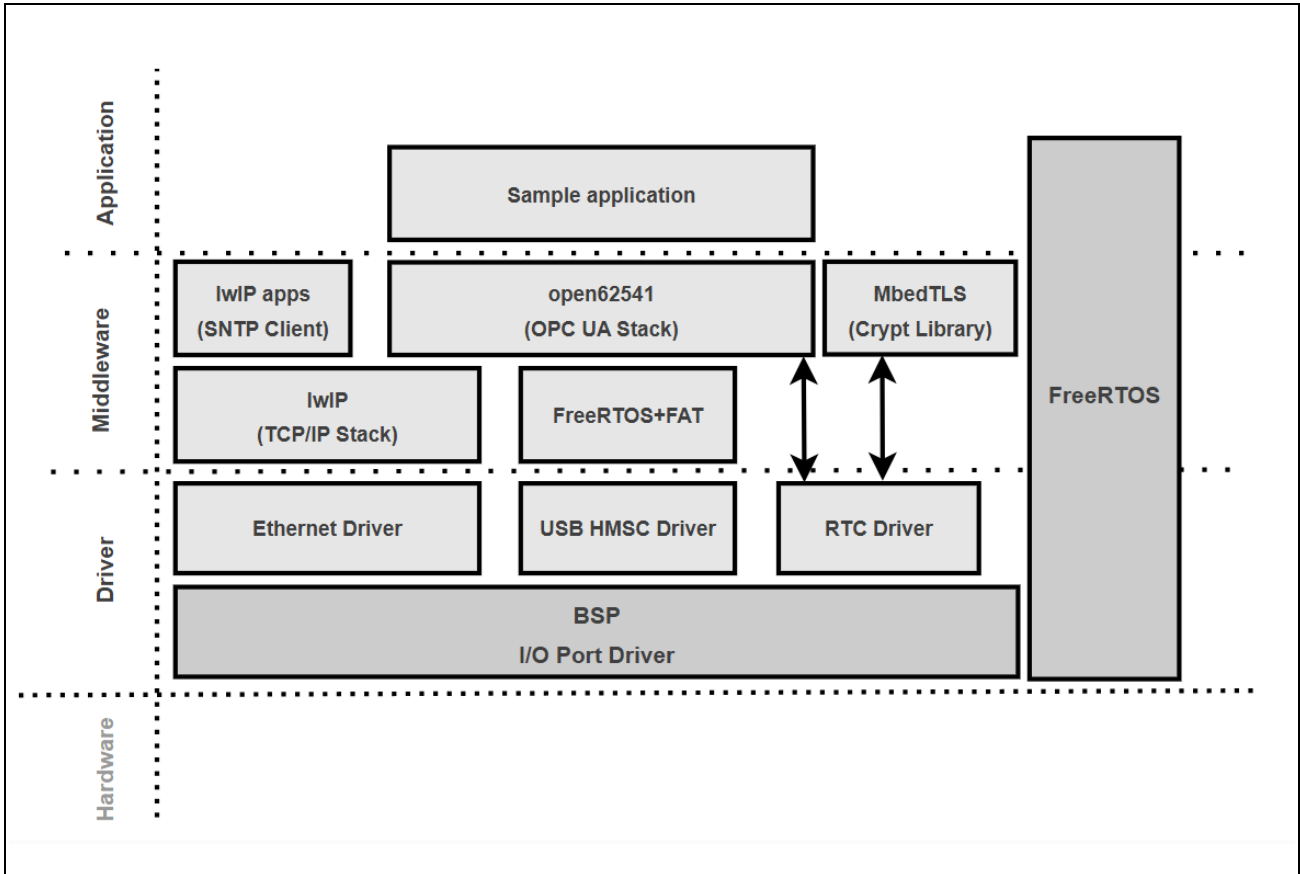 Application
Sample application
Middleware
lwIP apps
(SNTP Client)
open62541
(OPC UA Stack)
MbedTLS
(Crypt Library)
lwIP
(TCP/IP Stack)
FreeRTOS+FAT
FreeRTOS
Driver
Ethernet Driver
USB HMSC Driver
RTC Driver
BSP
I/O Port Driver
Hardware